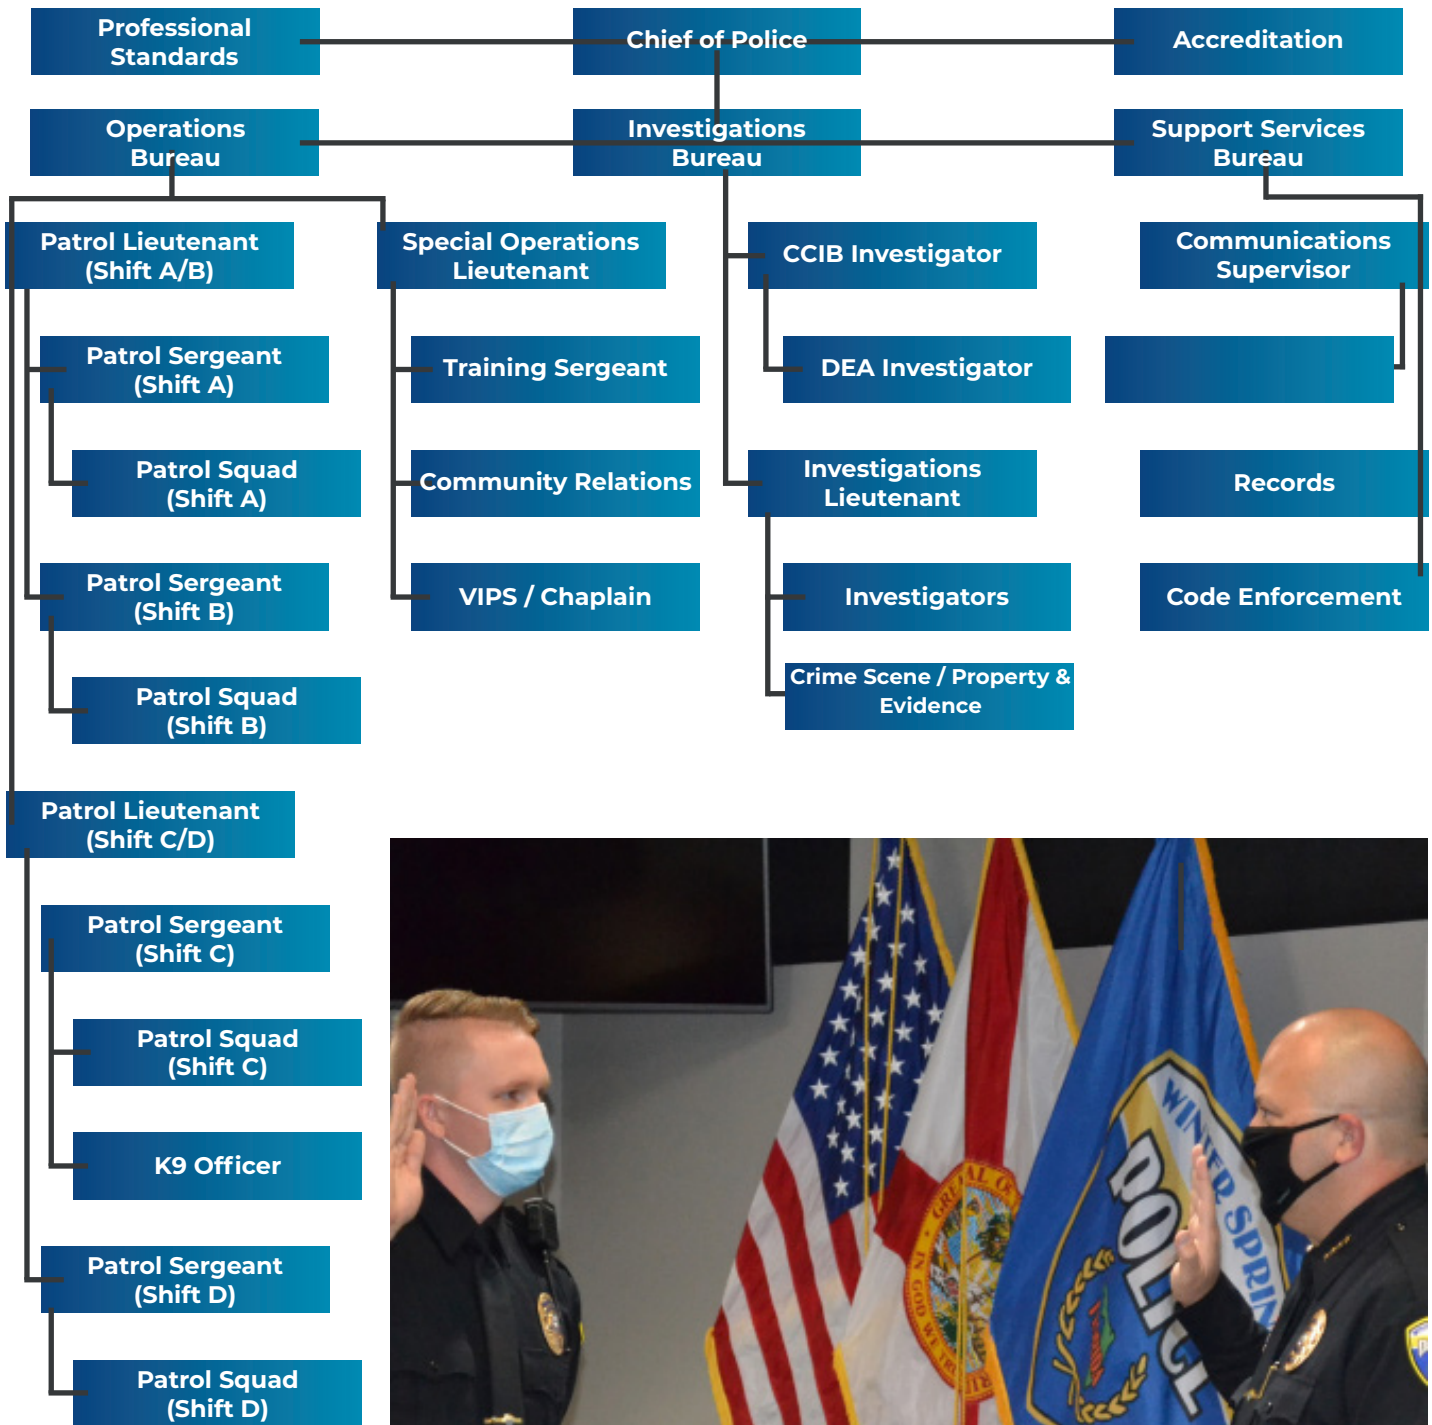 Professional
Standards
Chief of Police
Accreditation
Operations
Bureau
Investigations
Bureau
Support Services
Bureau
Patrol Lieutenant
(Shift A/B)
Special Operations
Lieutenant
CCIB Investigator
Communications
Supervisor
Patrol Sergeant
(Shift A)
Training Sergeant
DEA Investigator
Patrol Squad
(Shift A)
Community Relations
Investigations
Lieutenant
Records
Patrol Sergeant
(Shift B)
VIPS / Chaplain
Investigators
Code Enforcement
Patrol Squad
(Shift B)
Crime Scene / Property &
Evidence
Patrol Lieutenant
(Shift C/D)
Patrol Sergeant
(Shift C)
Patrol Squad
(Shift C)
K9 Officer
Patrol Sergeant
(Shift D)
Patrol Squad
(Shift D)
POLICE
IN GOD WE